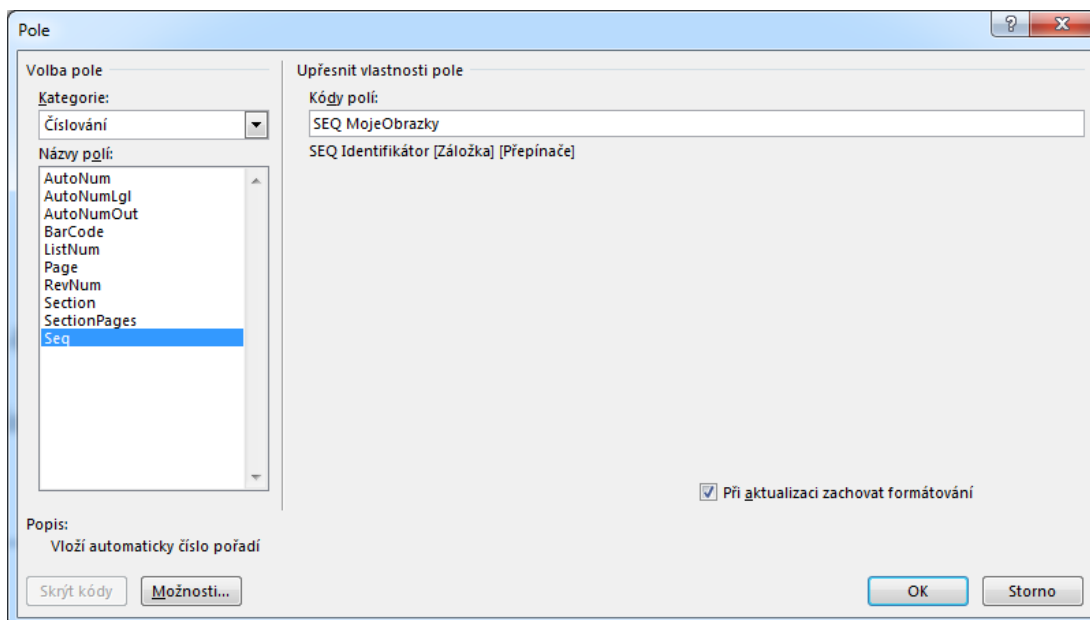 Pole
Volba pole
Kategorie:
Číslování
Názvy polí:
AutoNum
AutoNumLgl
AutoNumOut
BarCode
ListNum
Page
RevNum
Section
SectionPages
Seq
Upřesnit vlastnosti pole
Kódy polí:
SEQ MojeObrazky
SEQ Identifikátor [Záložka] [Přepínače]
Při aktualizaci zachovat formátování
Popis:
Vloží automaticky číslo pořadí
Skrýt kódy
Možnosti...
OK
Storno